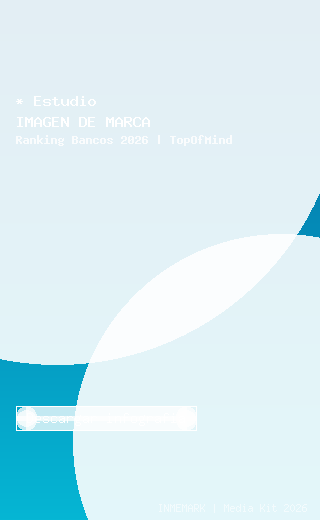 • Estudio
IMAGEN DE MARCA
Ranking Bancos 2026 | TopOfMind
INMEMARK | Media Kit 2026